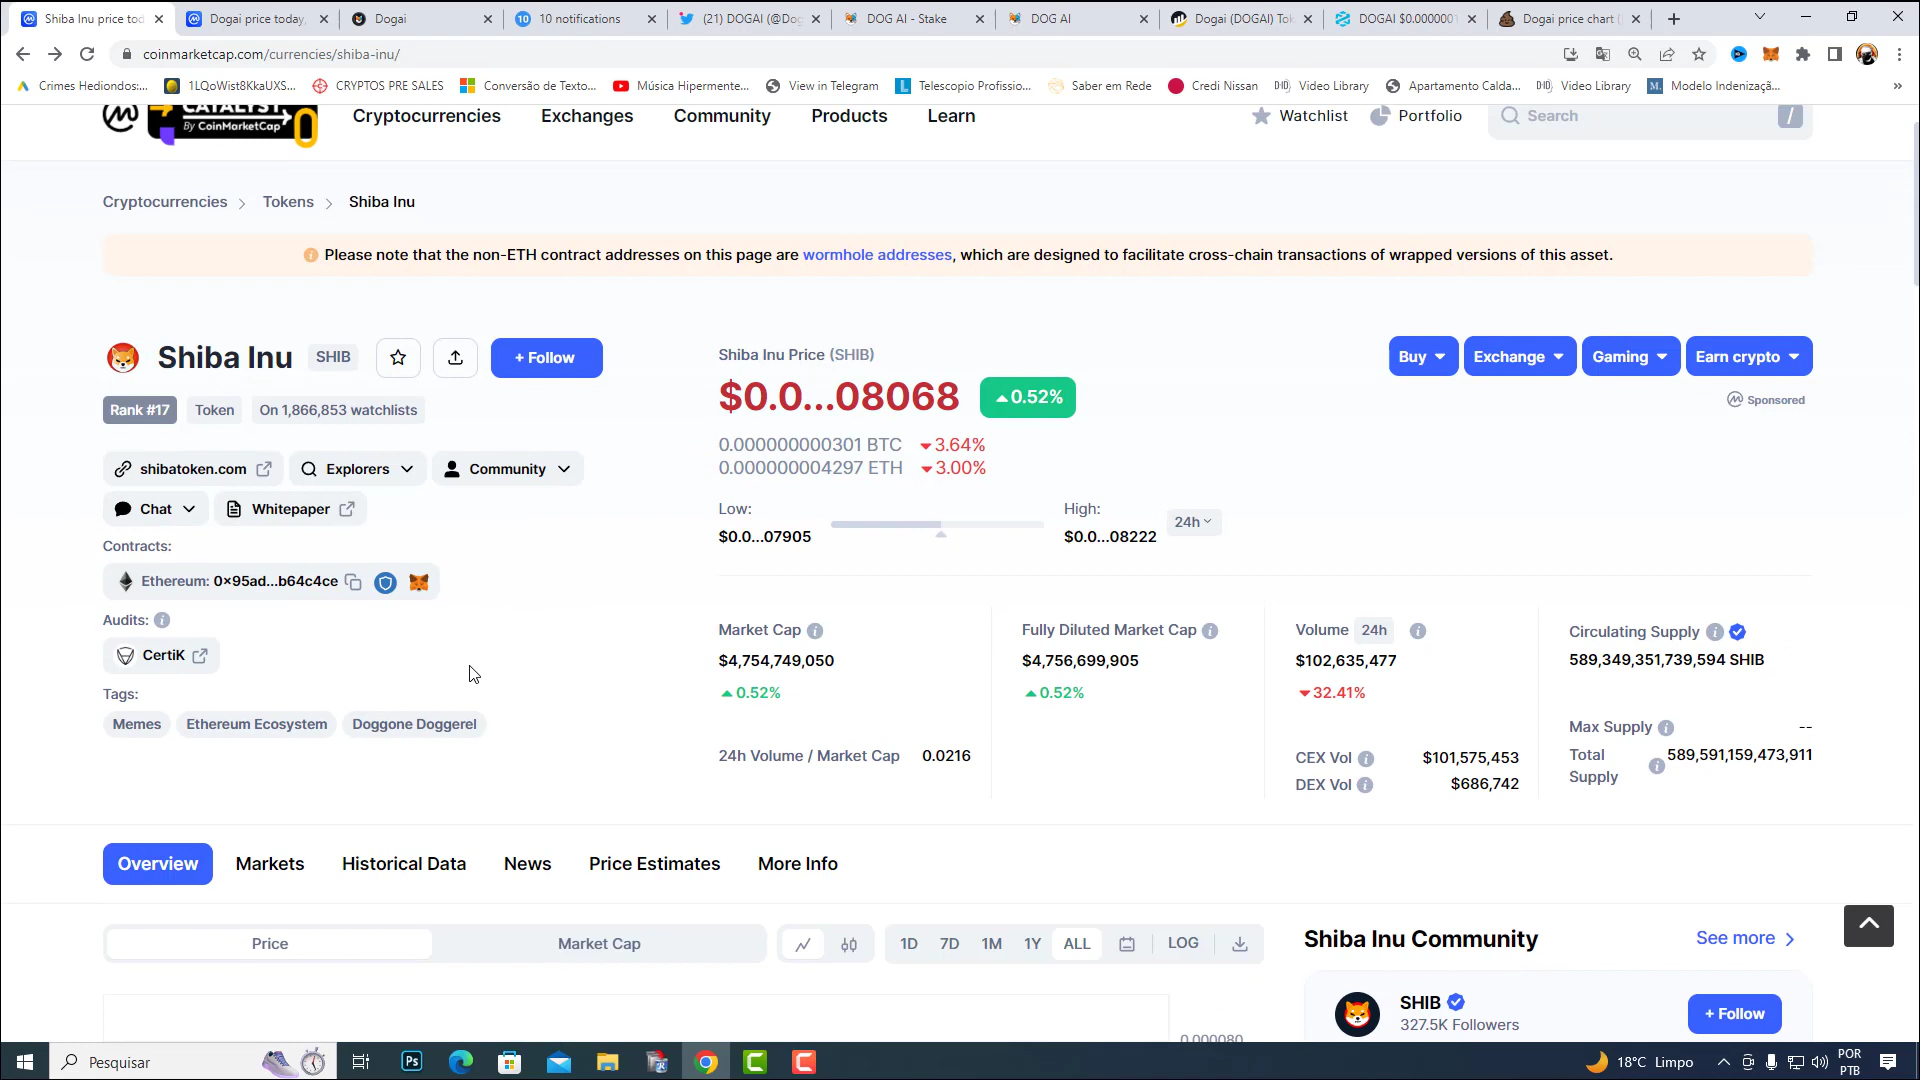 Shiba Inu price tod
Dogai price today,
Dogai
10 10 notifications
(21) DOGAI (@Dog
DOG AI - Stake
DOG AI
Dogai (DOGAI) Tok
DOGAI $0.0000001
Dogai price chart (
coinmarketcap.com/currencies/shiba-inu/
Crimes Hediondos:...
1LQoWist8KkaUXS...
CRYPTOS PRE SALES
Conversão de Texto...
Música Hipermente...
View in Telegram
Telescopio Profissio...
Saber em Rede
Credi Nissan
Video Library
Apartamento Calda...
Video Library
Modelo Indenizaçã...
»
CATALYST
By CoinMarketCap
Cryptocurrencies
Exchanges
Community
Products
Learn
Watchlist
Portfolio
Search /
Cryptocurrencies > Tokens > Shiba Inu
Please note that the non-ETH contract addresses on this page are wormhole addresses, which are designed to facilitate cross-chain transactions of wrapped versions of this asset.
Shiba Inu SHIB
+ Follow
Rank #17 Token On 1,866,853 watchlists
shibatoken.com Explorers Community
Chat Whitepaper
Contracts:
Ethereum: 0x95ad...b64c4ce
Audits:
CertiK
Tags:
Memes Ethereum Ecosystem Doggone Doggerel
Shiba Inu Price (SHIB)
$0.0...08068 0.52%
0.000000000301 BTC 3.64%
0.000000004297 ETH 3.00%
Low:
$0.0...07905
High:
$0.0...08222
24h
Buy Exchange Gaming Earn crypto
Sponsored
Market Cap
$4,754,749,050
0.52%
24h Volume / Market Cap 0.0216
Fully Diluted Market Cap
$4,756,699,905
0.52%
Volume 24h
$102,635,477
32.41%
CEX Vol $101,575,453
DEX Vol $686,742
Circulating Supply
589,349,351,739,594 SHIB
Max Supply --
Total Supply 589,591,159,473,911
Overview Markets Historical Data News Price Estimates More Info
Price Market Cap
1D 7D 1M 1Y ALL LOG
Shiba Inu Community
See more
SHIB
327.5K Followers
+ Follow
0.000080
Pesquisar
Ps
18°C Limpo
POR
PTB